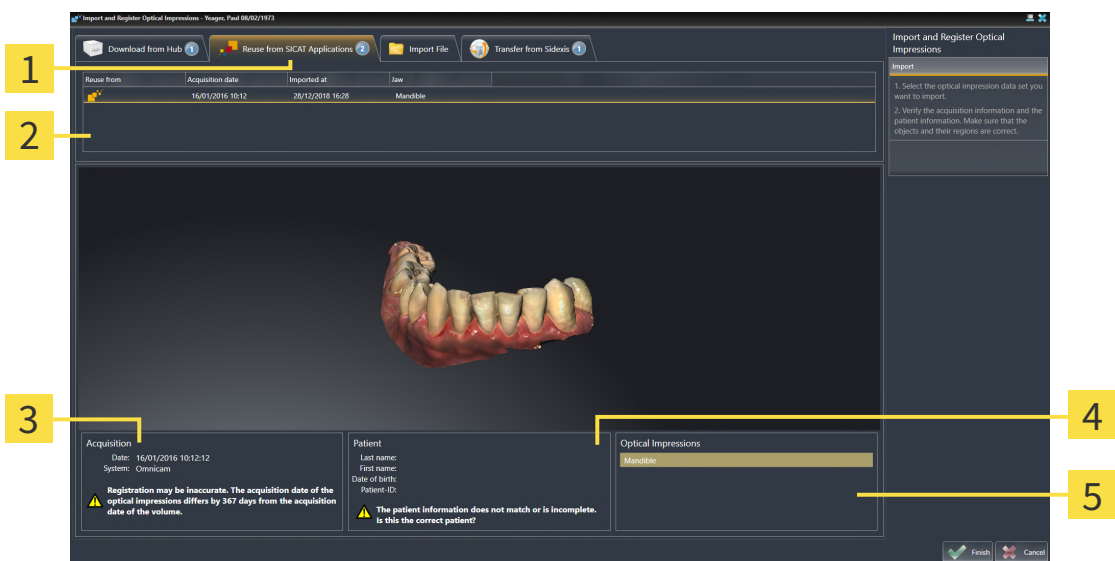 Import and Register Optical Impressions - Yeager, Paul 08/02/1973
Download from Hub 1
Reuse from SICAT Applications 2
Import File
Transfer from Sidexis 1
Reuse from Acquisition date Imported at Jaw
16/01/2016 10:12 28/12/2018 16:28 Mandible
Import and Register Optical
Impressions
Import
1. Select the optical impression data set you
want to import.
2. Verify the acquisition information and the
patient information. Make sure that the
objects and their regions are correct.
1
2
3
4
5
Acquisition
Date: 16/01/2016 10:12:12
System: Omnicam
Registration may be inaccurate. The acquisition date of the
optical impressions differs by 367 days from the acquisition
date of the volume.
Patient
Last name:
First name:
Date of birth:
Patient-ID:
The patient information does not match or is incomplete.
Is this the correct patient?
Optical Impressions
Mandible
Finish
Cancel